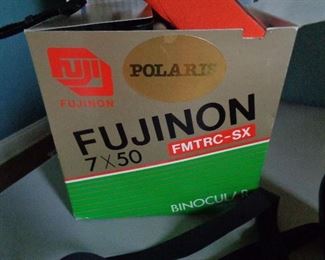 FUJI
FUJINON
POLARIS
FUJINON
7×50
FMTRC-SX
BINOCULAR